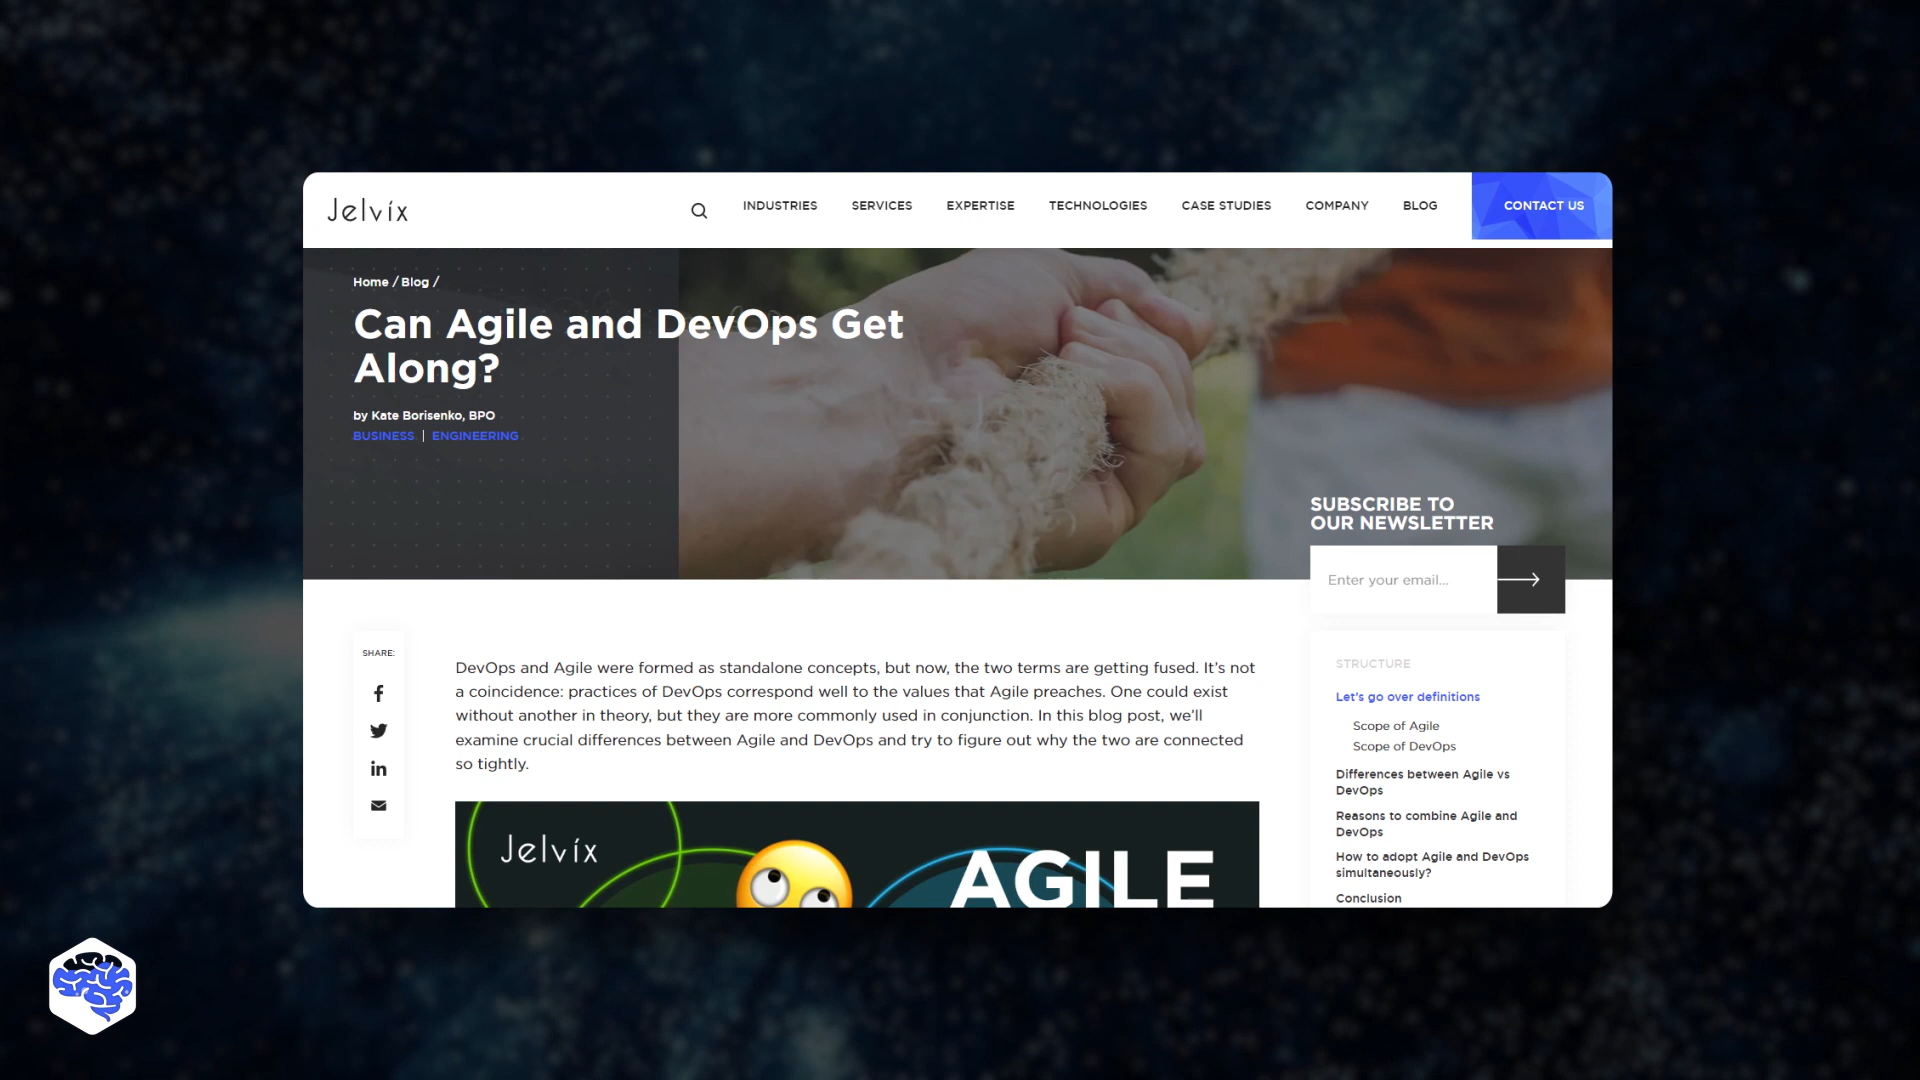 Jelvix
INDUSTRIES
SERVICES
EXPERTISE
TECHNOLOGIES
CASE STUDIES
COMPANY
BLOG
CONTACT US
Home / Blog /
Can Agile and DevOps Get
Along?
by Kate Borisenko, BPO
BUSINESS | ENGINEERING
SUBSCRIBE TO
OUR NEWSLETTER
Enter your email...
SHARE:
DevOps and Agile were formed as standalone concepts, but now, the two terms are getting fused. It’s not
a coincidence: practices of DevOps correspond well to the values that Agile preaches. One could exist
without another in theory, but they are more commonly used in conjunction. In this blog post, we’ll
examine crucial differences between Agile and DevOps and try to figure out why the two are connected
so tightly.
Jelvix
AGILE
STRUCTURE
Let’s go over definitions
Scope of Agile
Scope of DevOps
Differences between Agile vs
DevOps
Reasons to combine Agile and
DevOps
How to adopt Agile and DevOps
simultaneously?
Conclusion